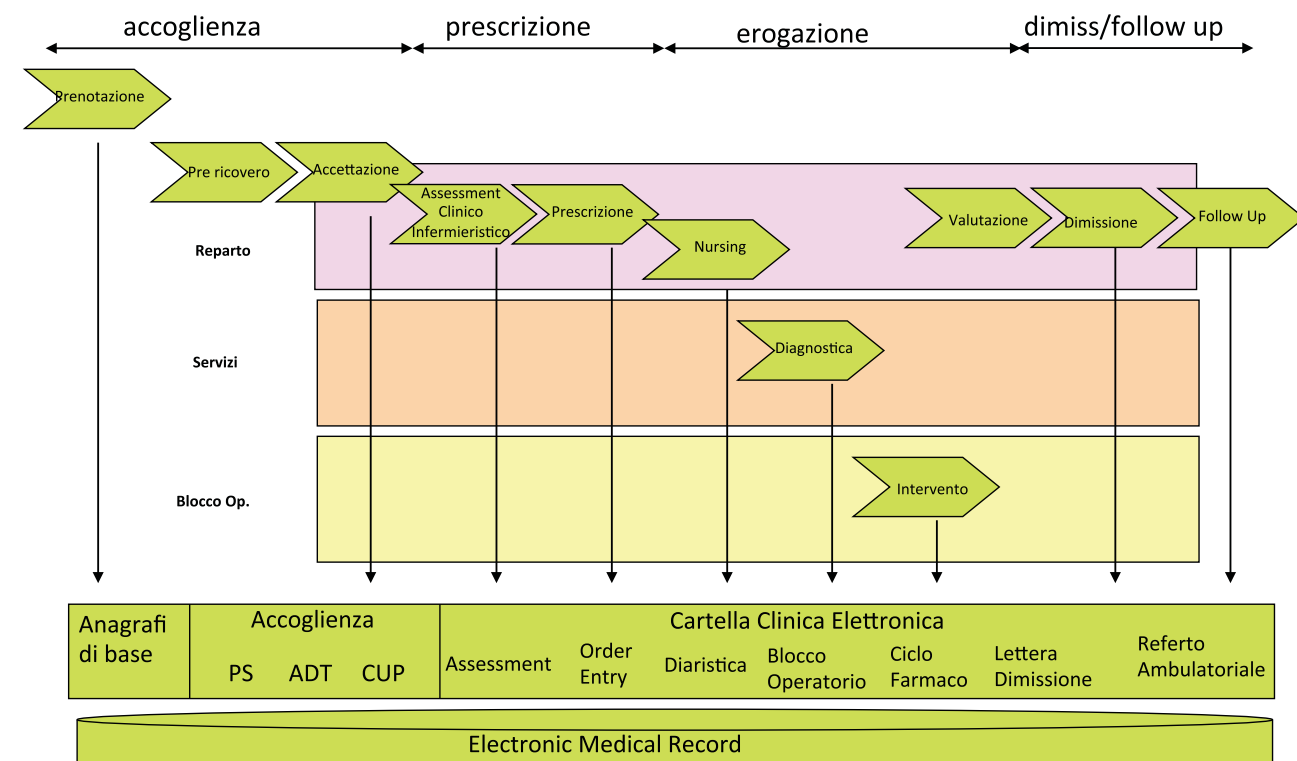 accoglienza
prescrizione
erogazione
dimiss/follow up
Prenotazione
Pre ricovero
Accettazione
Assessment
Clinico
Infermieristico
Prescrizione
Nursing
Valutazione
Dimissione
Follow Up
Reparto
Servizi
Diagnostica
Blocco Op.
Intervento
Anagrafi
di base
Accoglienza
PS ADT CUP
Cartella Clinica Elettronica
Assessment
Order
Entry
Diaristica
Blocco
Operatorio
Ciclo
Farmaco
Lettera
Dimissione
Referto
Ambulatoriale
Electronic Medical Record